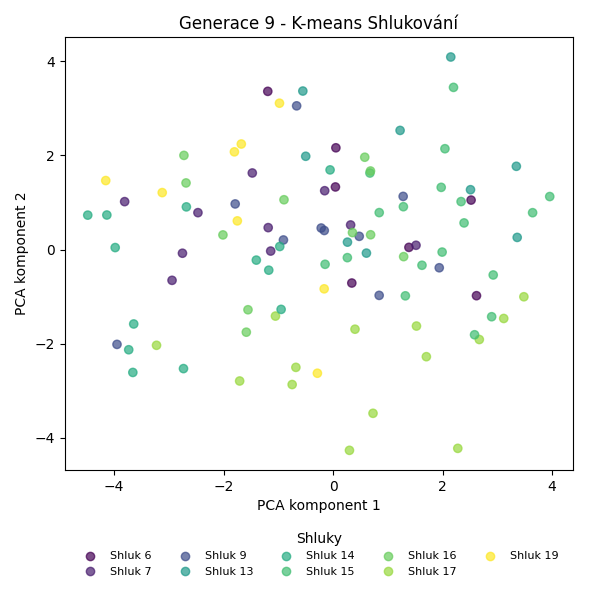 Generace 9 - K-means Shlukování
4
2
0
−2
−4
PCA komponent 2
−4 −2 0 2 4
PCA komponent 1
Shluky
Shluk 6 Shluk 9 Shluk 14 Shluk 16 Shluk 19
Shluk 7 Shluk 13 Shluk 15 Shluk 17